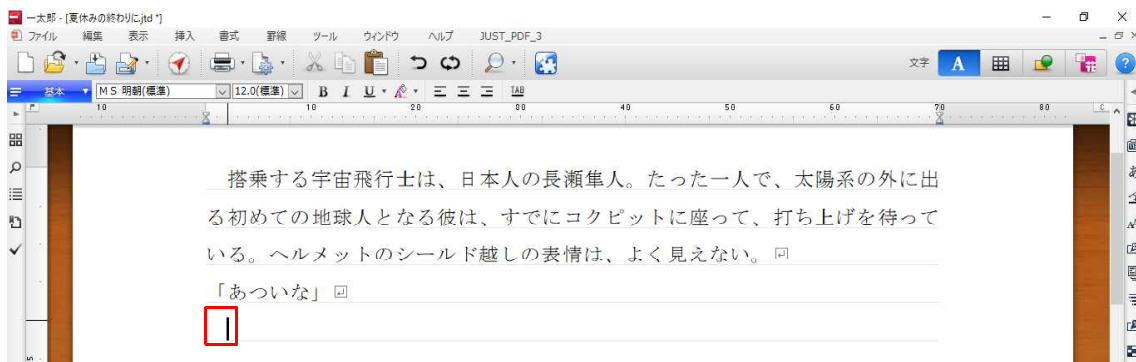 一太郎 - [夏休みの終わりに.jtd *]
ファイル 編集 表示 挿入 書式 罫線 ツール ウィンドウ ヘルプ JUST_PDF_3
文字 A
基本 MS 明朝(標準) 12.0(標準) B I U TAB
10 10 20 30 40 50 60 70 80
搭乗する宇宙飛行士は、日本人の長瀬隼人。たった一人で、太陽系の外に出
る初めての地球人となる彼は、すでにコクピットに座って、打ち上げを待って
いる。ヘルメットのシールド越しの表情は、よく見えない。
「あついな」